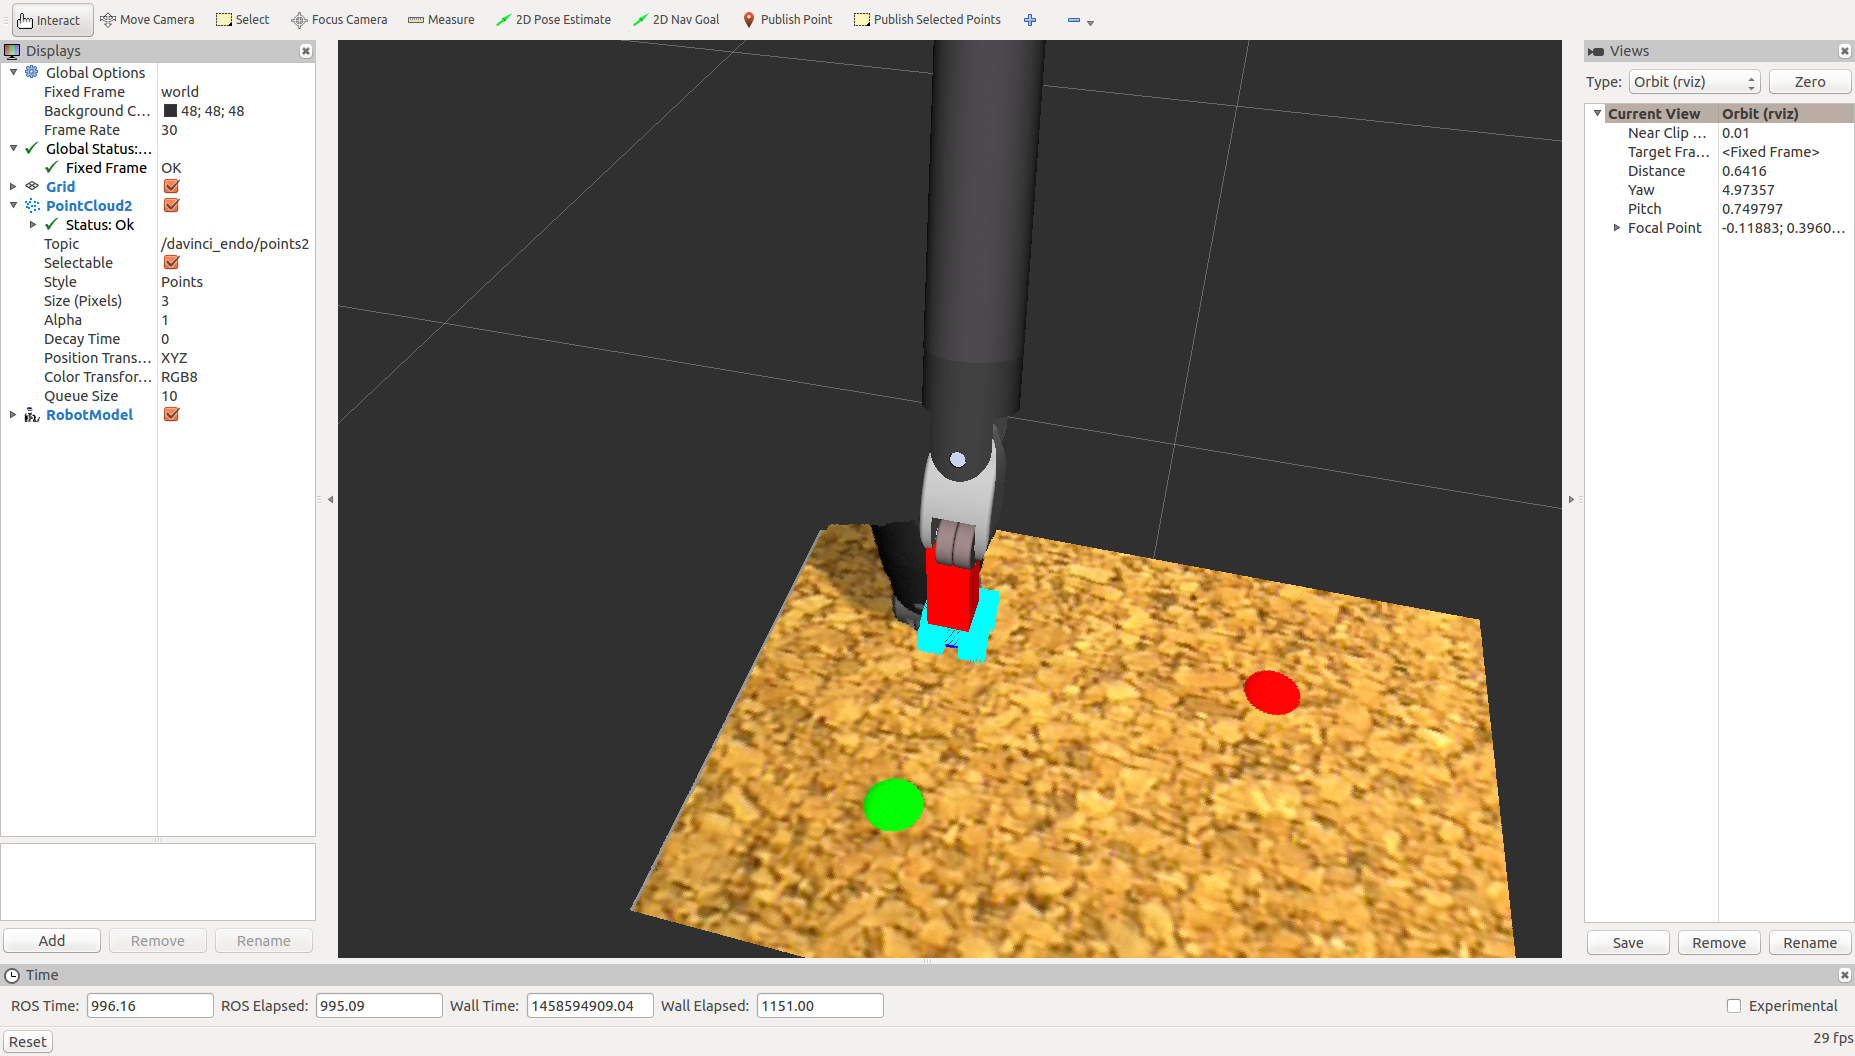 Interact Move Camera Select Focus Camera Measure 2D Pose Estimate 2D Nav Goal Publish Point Publish Selected Points
Displays
Global Options
Fixed Frame world
Background C... 48; 48; 48
Frame Rate 30
Global Status:...
Fixed Frame OK
Grid
PointCloud2
Status: Ok
Topic /davinci_endo/points2
Selectable
Style Points
Size (Pixels) 3
Alpha 1
Decay Time 0
Position Trans... XYZ
Color Transfor... RGB8
Queue Size 10
RobotModel
Add Remove Rename
Views
Type: Orbit (rviz) Zero
Current View Orbit (rviz)
Near Clip ... 0.01
Target Fra... <Fixed Frame>
Distance 0.6416
Yaw 4.97357
Pitch 0.749797
Focal Point -0.11883; 0.3960...
Save Remove Rename
Time
ROS Time: 996.16 ROS Elapsed: 995.09 Wall Time: 1458594909.04 Wall Elapsed: 1151.00 Experimental
Reset 29 fps